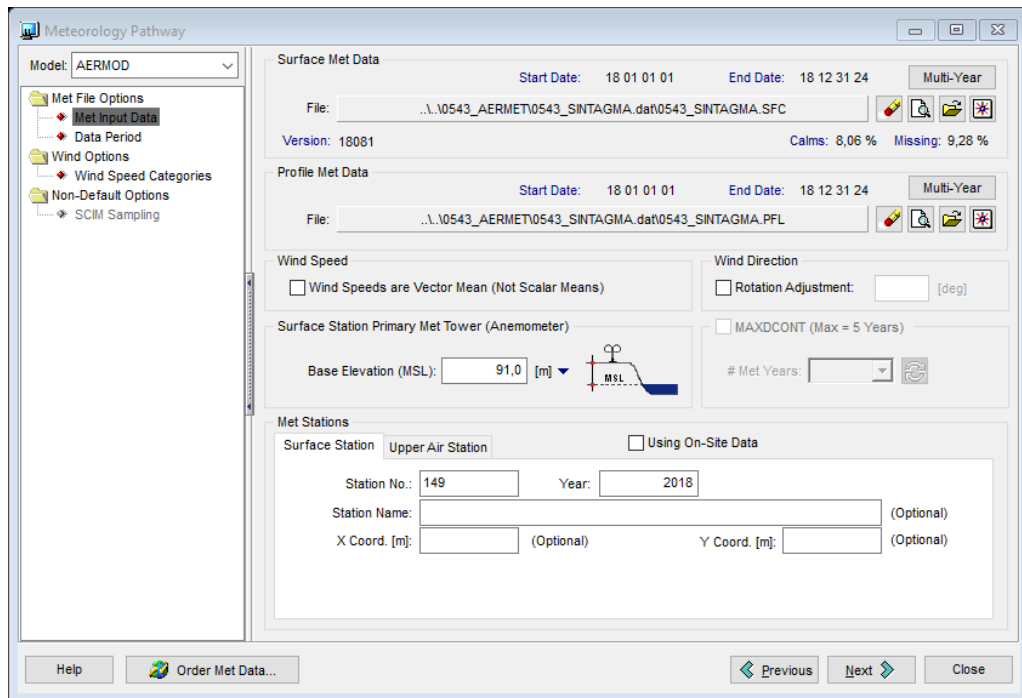 Meteorology Pathway
Model: AERMOD
Met File Options
Met Input Data
Data Period
Wind Options
Wind Speed Categories
Non-Default Options
SCIM Sampling
Surface Met Data
Start Date: 18 01 01 01 End Date: 18 12 31 24 Multi-Year
File: ..\..\0543_AERMET\0543_SINTAGMA.dat\0543_SINTAGMA.SFC
Version: 18081 Calms: 8,06 % Missing: 9,28 %
Profile Met Data
Start Date: 18 01 01 01 End Date: 18 12 31 24 Multi-Year
File: ..\..\0543_AERMET\0543_SINTAGMA.dat\0543_SINTAGMA.PFL
Wind Speed
Wind Speeds are Vector Mean (Not Scalar Means)
Wind Direction
Rotation Adjustment: [deg]
Surface Station Primary Met Tower (Anemometer)
Base Elevation (MSL): 91,0 [m] MSL
MAXDCONT (Max = 5 Years)
# Met Years:
Met Stations
Surface Station Upper Air Station Using On-Site Data
Station No.: 149 Year: 2018
Station Name: (Optional)
X Coord. [m]: (Optional) Y Coord. [m]: (Optional)
Help Order Met Data... Previous Next Close